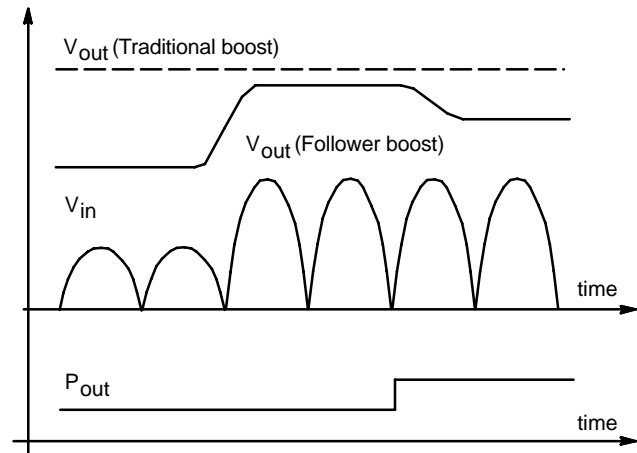 Vout (Traditional boost)
Vout (Follower boost)
Vin
time
Pout
time